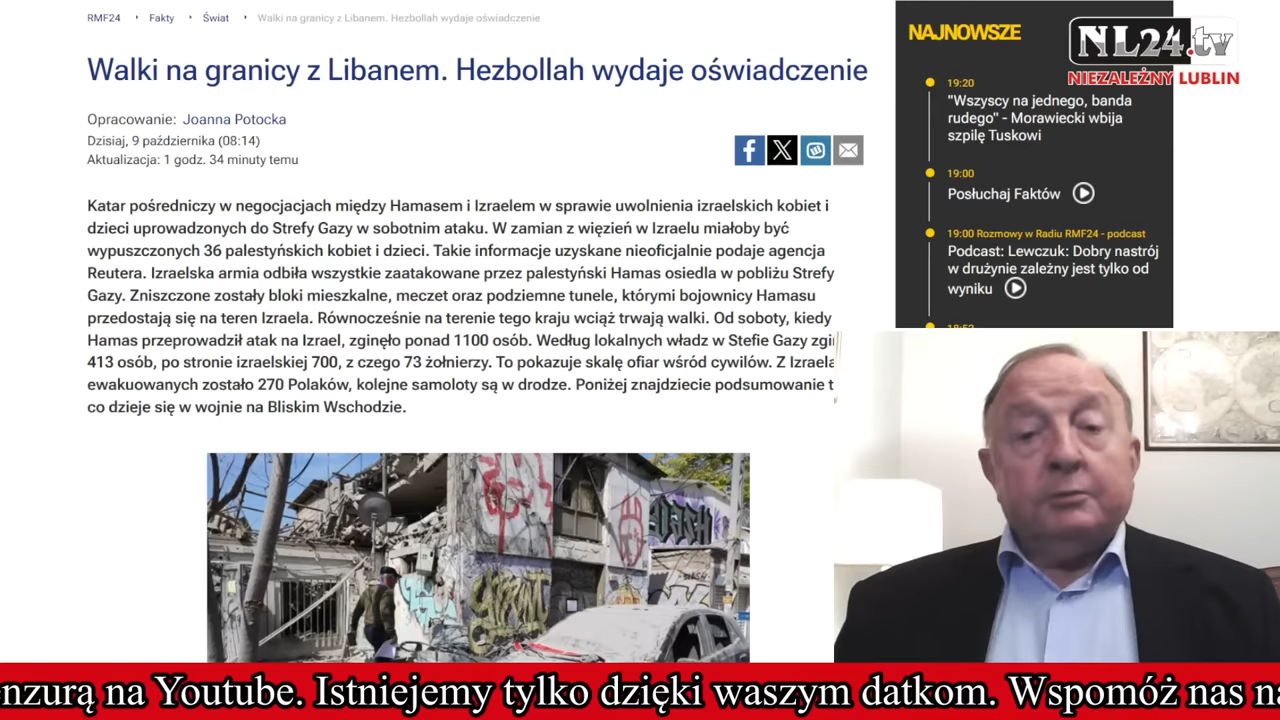 RMF24 › Fakty › Świat › Walki na granicy z Libanem. Hezbollah wydaje oświadczenie
Walki na granicy z Libanem. Hezbollah wydaje oświadczenie
Opracowanie: Joanna Potocka
Dzisiaj, 9 października (08:14)
Aktualizacja: 1 godz. 34 minuty temu
Katar pośredniczy w negocjacjach między Hamasem i Izraelem w sprawie uwolnienia izraelskich kobiet i
dzieci uprowadzonych do Strefy Gazy w sobotnim ataku. W zamian z więzień w Izraelu miałoby być
wypuszczonych 36 palestyńskich kobiet i dzieci. Takie informacje uzyskane nieoficjalnie podaje agencja
Reutera. Izraelska armia odbiła wszystkie zaatakowane przez palestyński Hamas osiedla w pobliżu Strefy
Gazy. Zniszczone zostały bloki mieszkalne, meczet oraz podziemne tunele, którymi bojownicy Hamasu
przedostają się na teren Izraela. Równocześnie na terenie tego kraju wciąż trwają walki. Od soboty, kiedy
Hamas przeprowadził atak na Izrael, zginęło ponad 1100 osób. Według lokalnych władz w Stefie Gazy zgi
413 osób, po stronie izraelskiej 700, z czego 73 żołnierzy. To pokazuje skalę ofiar wśród cywilów. Z Izraela
ewakuowanych zostało 270 Polaków, kolejne samoloty są w drodze. Poniżej znajdziecie podsumowanie t
co dzieje się w wojnie na Bliskim Wschodzie.
NAJNOWSZE
NL24.tv
NIEZALEŻNY LUBLIN
19:20
"Wszyscy na jednego, banda
rudego" - Morawiecki wbija
szpilę Tuskowi
19:00
Posłuchaj Faktów
19:00 Rozmowy w Radiu RMF24 - podcast
Podcast: Lewczuk: Dobry nastrój
w drużynie zależny jest tylko od
wyniku
enzurą na Youtube. Istniejemy tylko dzięki waszym datkom. Wspomóż nas na